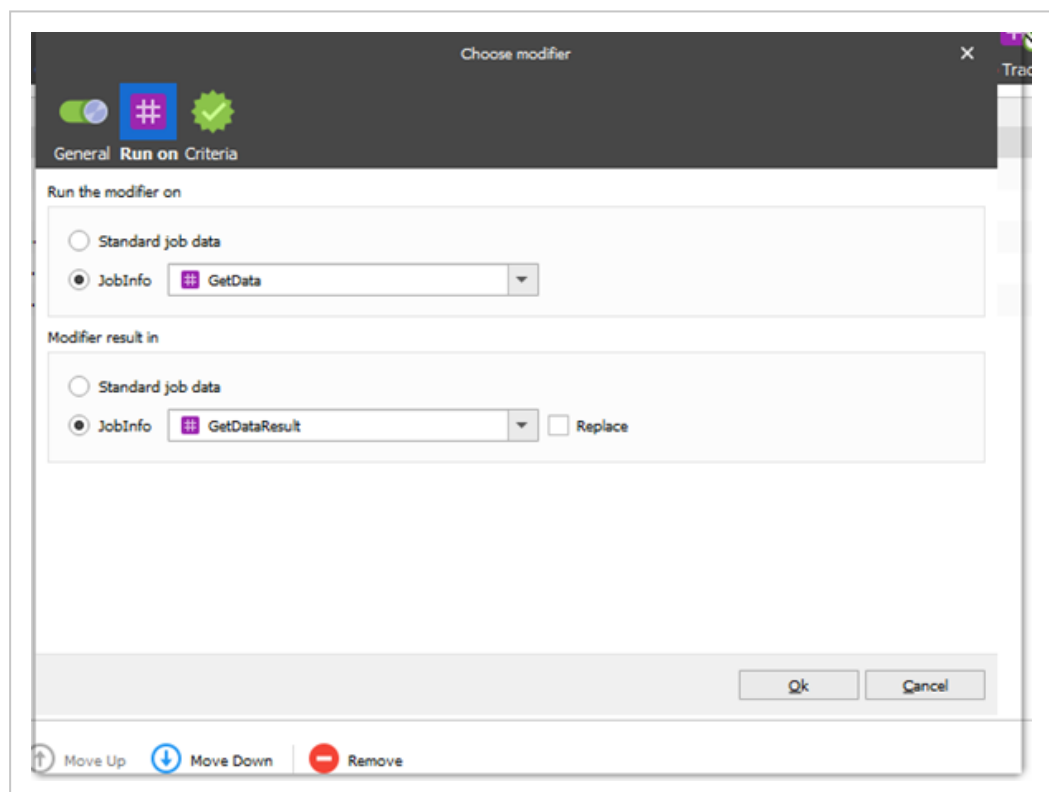 Choose modifier
Trac
General Run on Criteria
Run the modifier on
Standard job data
JobInfo # GetData
Modifier result in
Standard job data
JobInfo # GetDataResult Replace
Ok Cancel
Move Up Move Down Remove